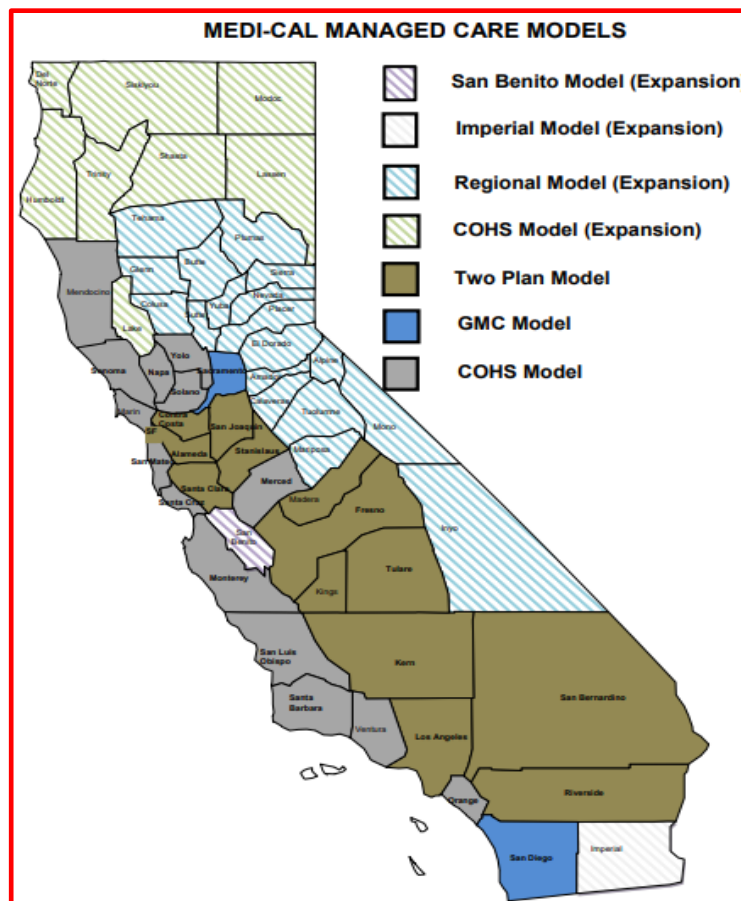 MEDI-CAL MANAGED CARE MODELS
San Benito Model (Expansion
Imperial Model (Expansion)
Regional Model (Expansion)
COHS Model (Expansion)
Two Plan Model
GMC Model
COHS Model
Del
Norte
Siskiyou
Modoc
Humboldt
Trinity
Shasta
Lassen
Tehama
Plumas
Mendocino
Glenn
Butte
Sierra
Nevada
Lake
Colusa
Sutter
Yuba
Placer
El Dorado
Sonoma
Napa
Yolo
Sacramento
Alpine
Amador
Solano
Marin
Calaveras
Tuolumne
Mono
SF
Contra
Costa
San Joaquin
Alameda
Stanislaus
Mariposa
San Mateo
Santa Clara
Merced
Madera
Santa Cruz
Fresno
San
Benito
Inyo
Monterey
Kings
Tulare
San Luis
Obispo
Kern
San Bernardino
Santa
Barbara
Ventura
Los Angeles
Orange
Riverside
San Diego
Imperial